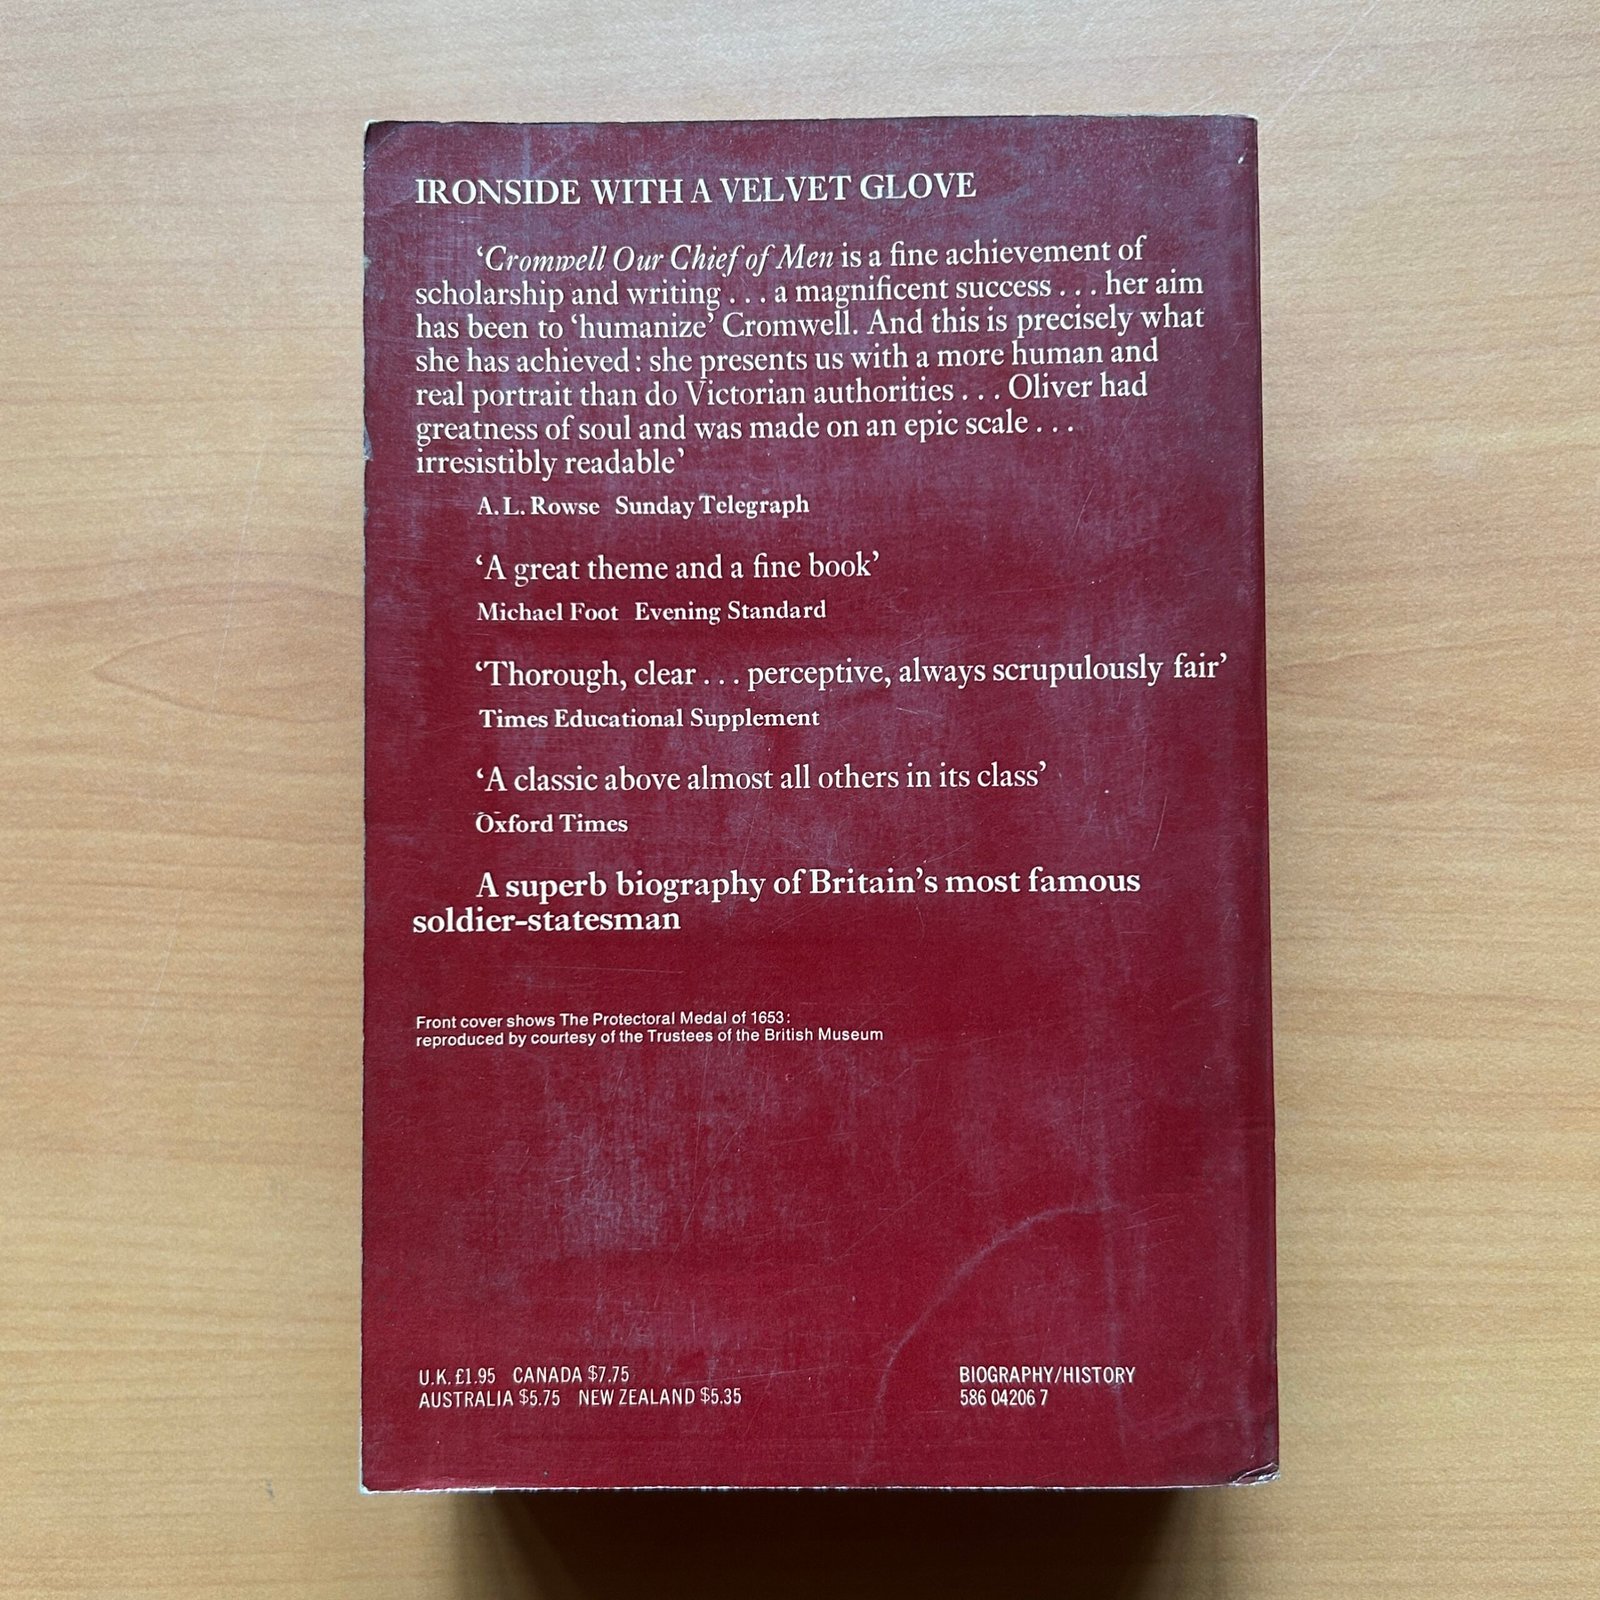 IRONSIDE WITH A VELVET GLOVE
‘Cromwell Our Chief of Men is a fine achievement of
scholarship and writing . . . a magnificent success . . . her aim
has been to ‘humanize’ Cromwell. And this is precisely what
she has achieved: she presents us with a more human and
real portrait than do Victorian authorities . . . Oliver had
greatness of soul and was made on an epic scale . . .
irresistibly readable’
A. L. Rowse Sunday Telegraph
‘A great theme and a fine book’
Michael Foot Evening Standard
‘Thorough, clear . . . perceptive, always scrupulously fair’
Times Educational Supplement
‘A classic above almost all others in its class’
Oxford Times
A superb biography of Britain’s most famous
soldier-statesman
Front cover shows The Protectoral Medal of 1653:
reproduced by courtesy of the Trustees of the British Museum
U.K. £1.95 CANADA $7.75
AUSTRALIA $5.75 NEW ZEALAND $5.35
BIOGRAPHY/HISTORY
586 04206 7